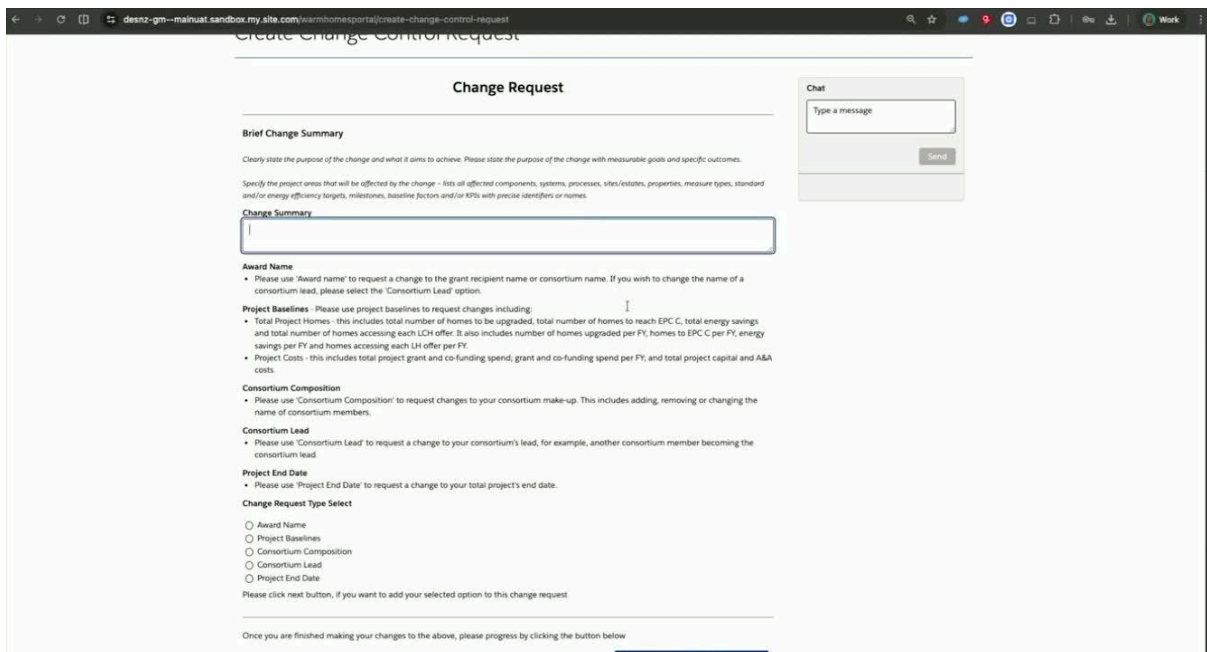 desnz-gm--mainuat.sandbox.my.site.com/warmhomesportal/create-change-control-request
Work
Create Change Control Request
Change Request
Brief Change Summary
Clearly state the purpose of the change and what it aims to achieve. Please state the purpose of the change with measurable goals and specific outcomes.
Specify the project areas that will be affected by the change – lists all affected components, systems, processes, sites/estates, properties, measure types, standard
and/or energy efficiency targets, milestones, baseline factors and/or KPIs with precise identifiers or names.
Change Summary
Award Name
• Please use 'Award name' to request a change to the grant recipient name or consortium name. If you wish to change the name of a
consortium lead, please select the 'Consortium Lead' option.
Project Baselines - Please use project baselines to request changes including:
• Total Project Homes - this includes total number of homes to be upgraded, total number of homes to reach EPC C, total energy savings
and total number of homes accessing each LCH offer. It also includes number of homes upgraded per FY, homes to EPC C per FY, energy
savings per FY and homes accessing each LH offer per FY.
• Project Costs - this includes total project grant and co-funding spend; grant and co-funding spend per FY; and total project capital and A&A
costs.
Consortium Composition
• Please use 'Consortium Composition' to request changes to your consortium make-up. This includes adding, removing or changing the
name of consortium members.
Consortium Lead
• Please use 'Consortium Lead' to request a change to your consortium's lead, for example, another consortium member becoming the
consortium lead.
Project End Date
• Please use 'Project End Date' to request a change to your total project's end date.
Change Request Type Select
Award Name
Project Baselines
Consortium Composition
Consortium Lead
Project End Date
Please click next button, if you want to add your selected option to this change request
Once you are finished making your changes to the above, please progress by clicking the button below
Chat
Type a message
Send